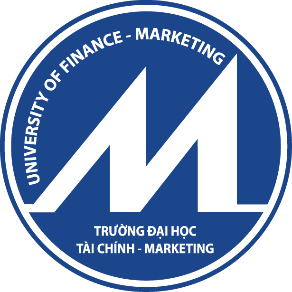 UNIVERSITY OF FINANCE - MARKETING
TRƯỜNG ĐẠI HỌC
TÀI CHÍNH - MARKETING